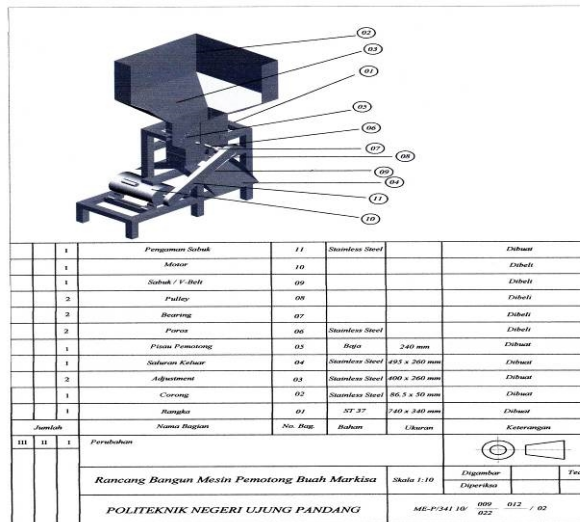 02
03
01
05
06
07
08
09
04
11
10
1 Pengaman Sabuk 11 Stainless Steel Dibuat
1 Motor 10 Dibeli
1 Sabuk / V-Belt 09 Dibeli
2 Pulley 08 Dibeli
2 Bearing 07 Dibeli
2 Poros 06 Stainless Steel Dibeli
1 Pisau Pemotong 05 Baja 240 mm Dibuat
1 Saluran Keluar 04 Stainless Steel 495 x 260 mm Dibuat
2 Adjustment 03 Stainless Steel 400 x 260 mm Dibuat
1 Corong 02 Stainless Steel 86.5 x 50 mm Dibuat
1 Rangka 01 ST 37 740 x 340 mm Dibuat
Jumlah Nama Bagian No. Bag. Bahan Ukuran Keterangan
III II I Perubahan
Rancang Bangun Mesin Pemotong Buah Markisa Skala 1:10 Digambar
Diperiksa
POLITEKNIK NEGERI UJUNG PANDANG ME-P/341 10/ 009 012 / 02
022